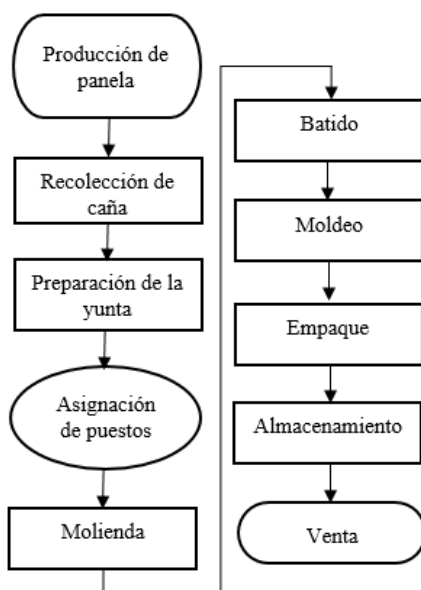 Producción de
panela
Recolección de
caña
Preparación de la
yunta
Asignación
de puestos
Molienda
Batido
Moldeo
Empaque
Almacenamiento
Venta